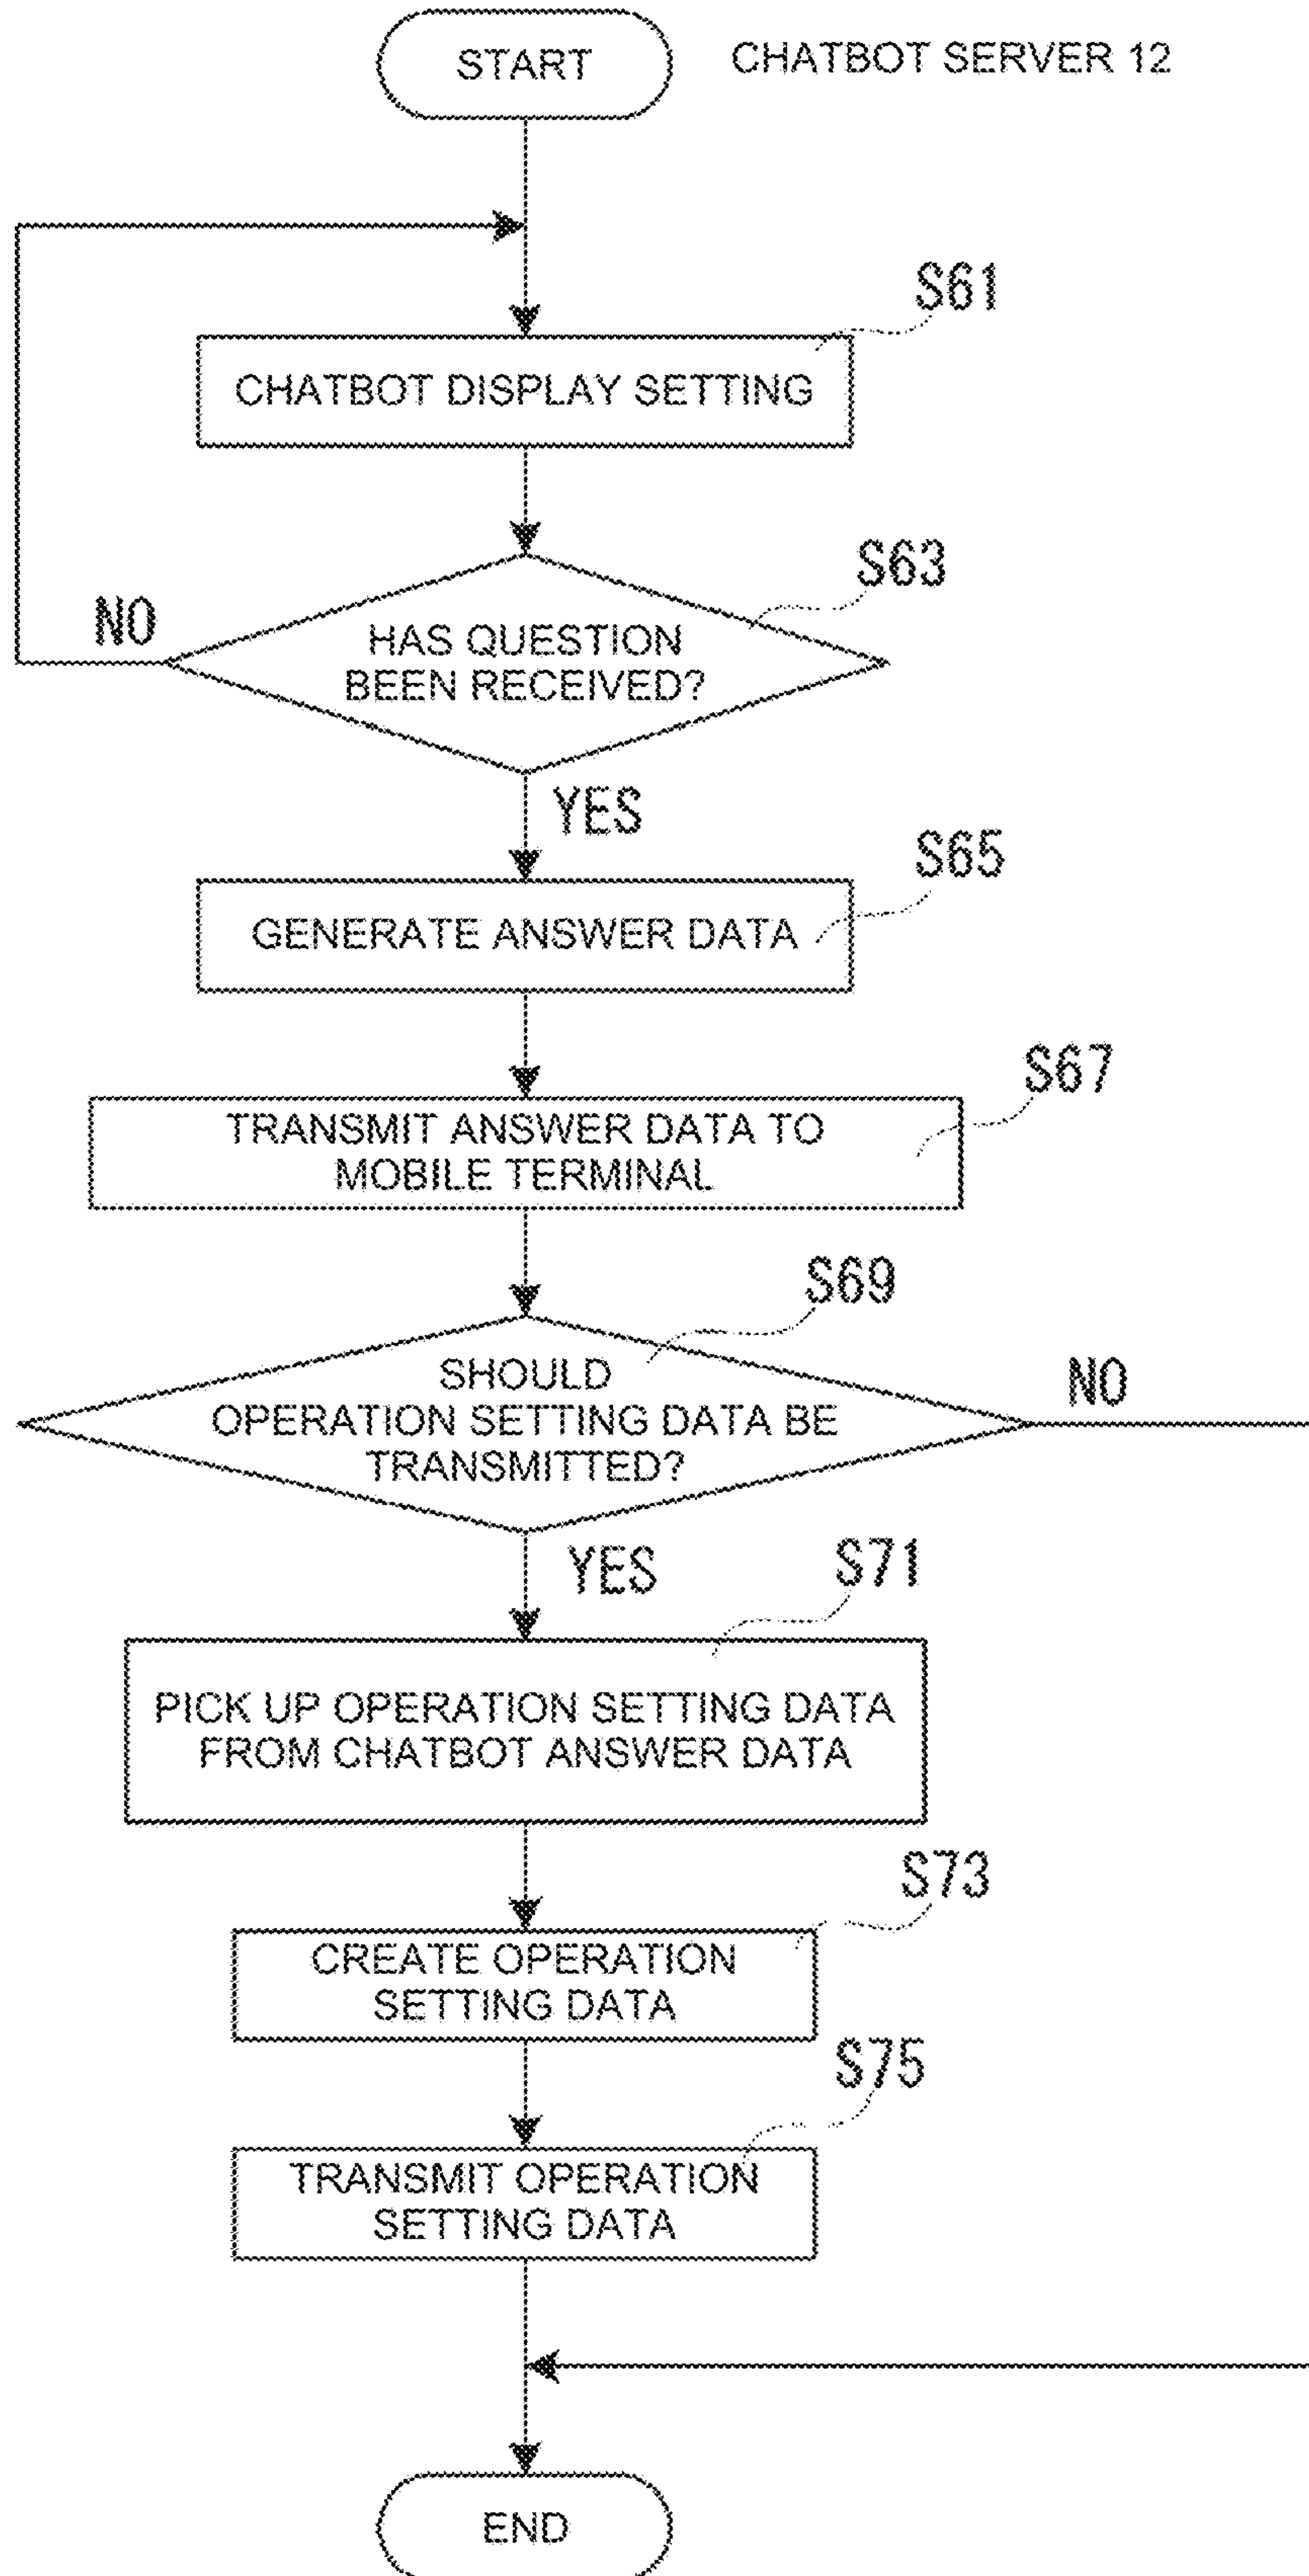 START
CHATBOT SERVER 12
S61
CHATBOT DISPLAY SETTING
S63
NO
HAS QUESTION
BEEN RECEIVED?
YES
S65
GENERATE ANSWER DATA
S67
TRANSMIT ANSWER DATA TO
MOBILE TERMINAL
S69
SHOULD
OPERATION SETTING DATA BE
TRANSMITTED?
NO
YES
S71
PICK UP OPERATION SETTING DATA
FROM CHATBOT ANSWER DATA
S73
CREATE OPERATION
SETTING DATA
S75
TRANSMIT OPERATION
SETTING DATA
END